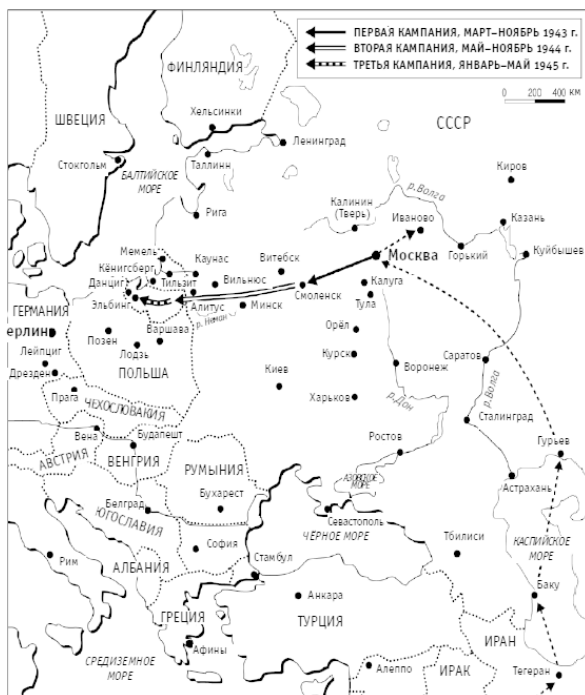 ПЕРВАЯ КАМПАНИЯ, МАРТ–НОЯБРЬ 1943 г.
ВТОРАЯ КАМПАНИЯ, МАЙ–НОЯБРЬ 1944 г.
ТРЕТЬЯ КАМПАНИЯ, ЯНВАРЬ–МАЙ 1945 г.
0 200 400 КМ
ФИНЛЯНДИЯ
ШВЕЦИЯ
СССР
Хельсинки
Ленинград
Стокгольм
Таллинн
БАЛТИЙСКОЕ
МОРЕ
Киров
р.Волга
Калинин
(Тверь)
Иваново
Рига
Казань
Москва
Горький
Куйбышев
Мемель
Каунас
Витебск
Кёнигсберг
Тильзит
Вильнюс
Данциг
Смоленск
Калуга
Эльбинг
Алитус
Минск
Тула
р. Неман
ГЕРМАНИЯ
ерлин
Варшава
Орёл
Позен
Лодзь
Лейпциг
ПОЛЬША
Курск
Воронеж
Саратов
Дрезден
Киев
р.Волга
Прага
Харьков
р.Дон
ЧЕХОСЛОВАКИЯ
Сталинград
Вена
Будапешт
Ростов
Гурьев
АВСТРИЯ
ВЕНГРИЯ
РУМЫНИЯ
АЗОВСКОЕ
МОРЕ
Астрахань
Белград
Бухарест
Севастополь
ЮГОСЛАВИЯ
ЧЁРНОЕ МОРЕ
Тбилиси
КАСПИЙСКОЕ
МОРЕ
София
Рим
Стамбул
АЛБАНИЯ
Баку
Анкара
ГРЕЦИЯ
ТУРЦИЯ
ИРАН
Афины
СРЕДИЗЕМНОЕ
МОРЕ
Алеппо
ИРАК
Тегеран